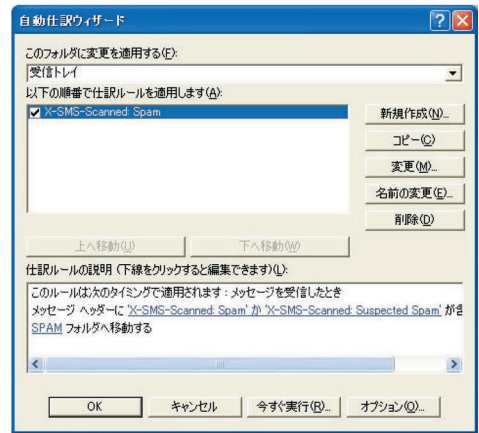 自動仕訳ウィザード
このフォルダに変更を適用する(F):
受信トレイ
以下の順番で仕訳ルールを適用します(A):
X-SMS-Scanned: Spam
新規作成(N)...
コピー(C)
変更(M)...
名前の変更(E)...
削除(D)
上へ移動(U)
下へ移動(W)
仕訳ルールの説明 (下線をクリックすると編集できます)(L):
このルールは次のタイミングで適用されます : メッセージを受信したとき
メッセージ ヘッダーに 'X-SMS-Scanned: Spam' か 'X-SMS-Scanned: Suspected Spam' が含
SPAM フォルダへ移動する
OK
キャンセル
今すぐ実行(R)...
オプション(O)...